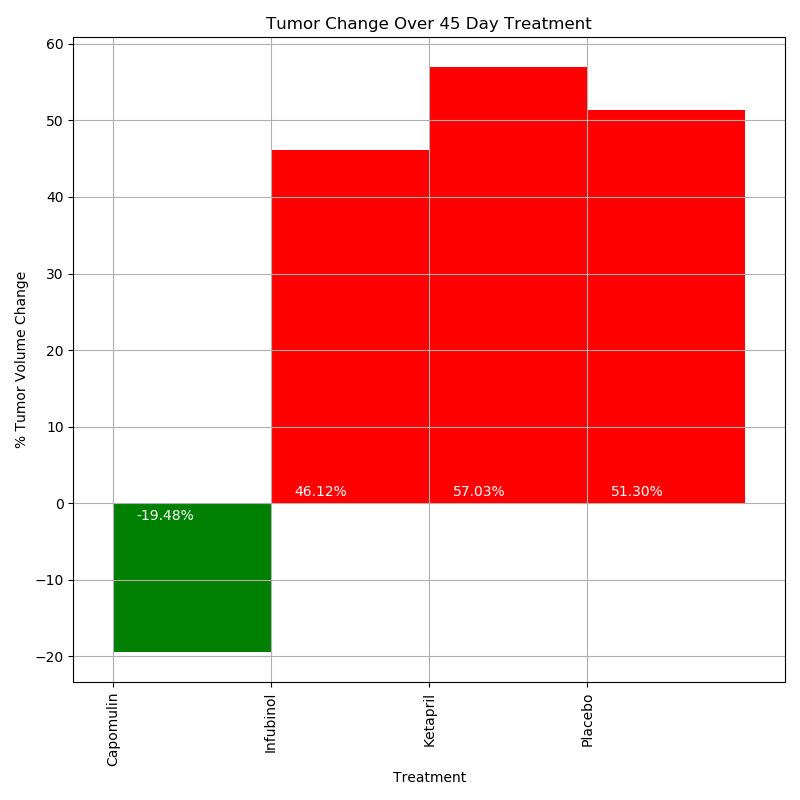 Tumor Change Over 45 Day Treatment
60
50
40
30
20
10
0
−10
−20
% Tumor Volume Change
46.12%
57.03%
51.30%
-19.48%
Capomulin
Infubinol
Ketapril
Placebo
Treatment